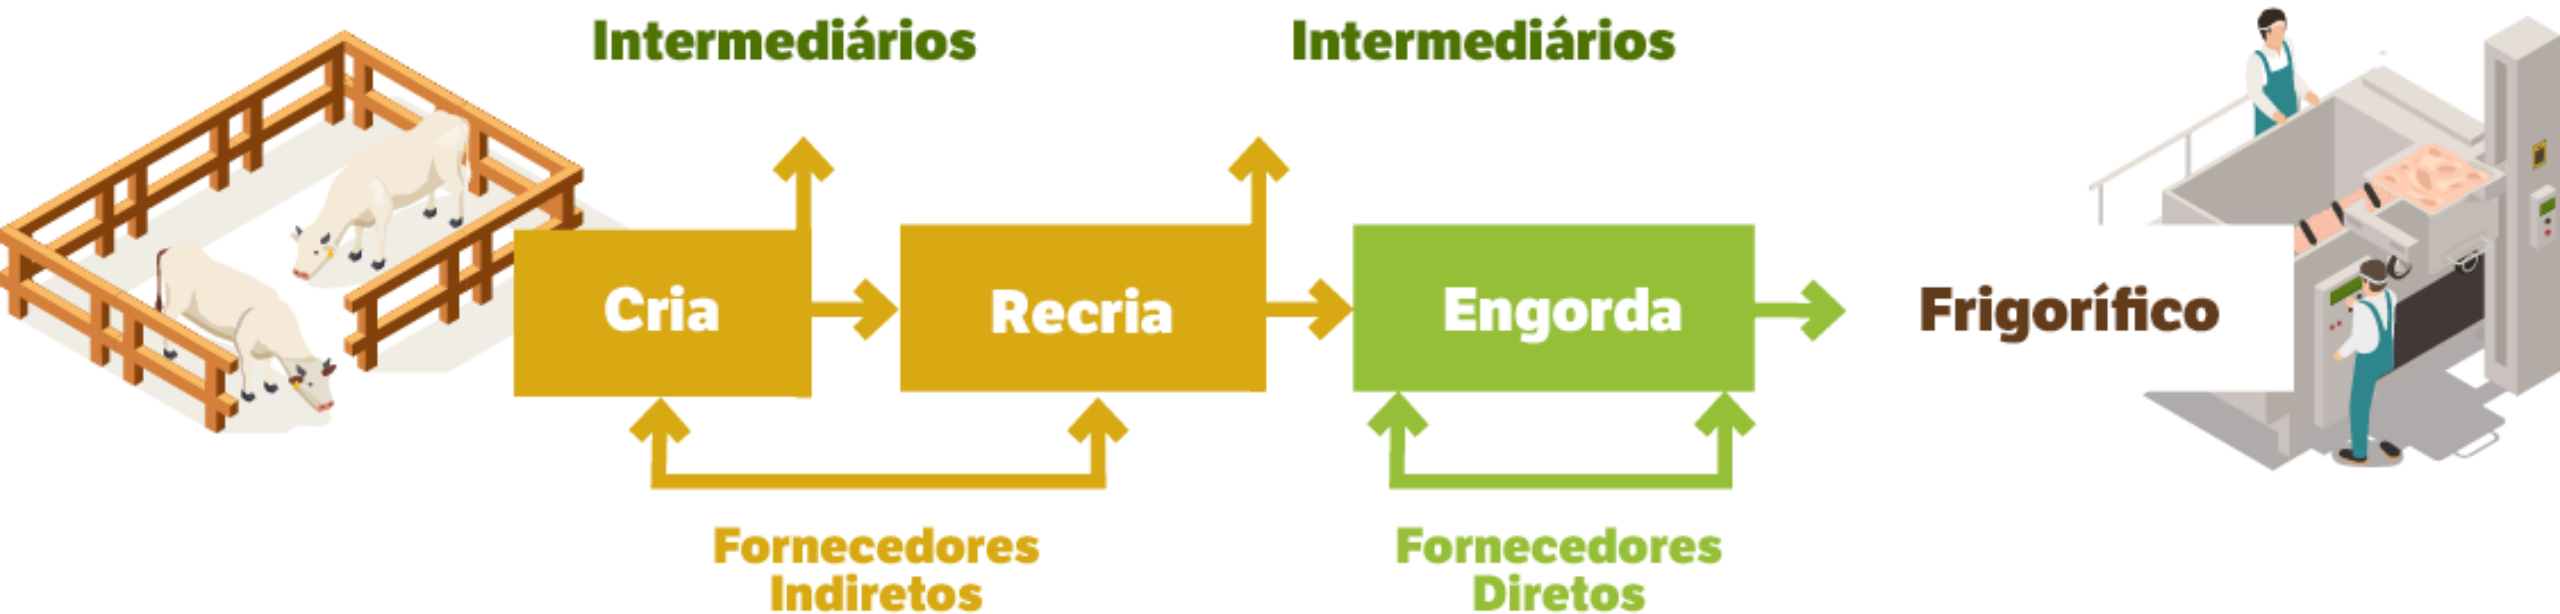 Intermediários
Intermediários
Cria
Recria
Engorda
Frigorífico
Fornecedores
Indiretos
Fornecedores
Diretos